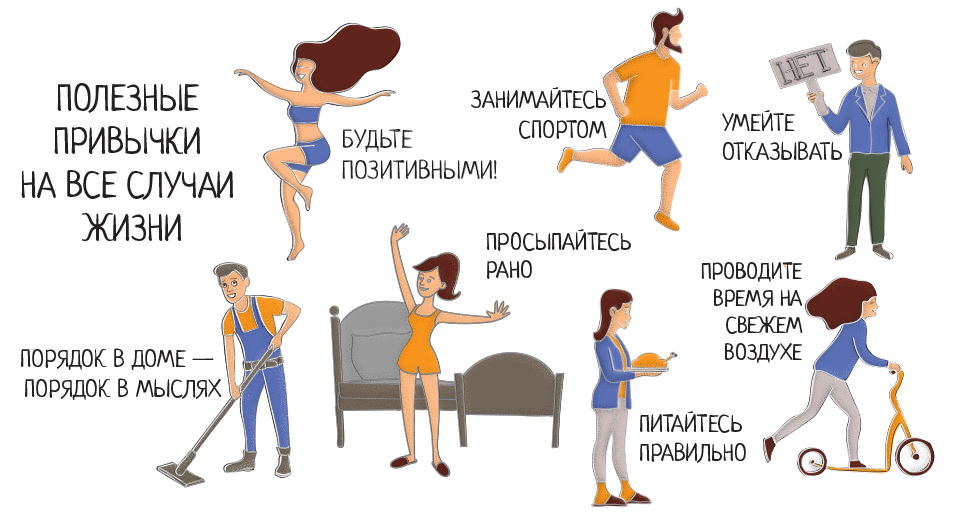 ПОЛЕЗНЫЕ
ПРИВЫЧКИ
НА ВСЕ СЛУЧАИ
ЖИЗНИ
БУДЬТЕ
ПОЗИТИВНЫМИ!
ЗАНИМАЙТЕСЬ
СПОРТОМ
НЕТ
УМЕЙТЕ
ОТКАЗЫВАТЬ
ПОРЯДОК В ДОМЕ —
ПОРЯДОК В МЫСЛЯХ
ПРОСЫПАЙТЕСЬ
РАНО
ПИТАЙТЕСЬ
ПРАВИЛЬНО
ПРОВОДИТЕ
ВРЕМЯ НА
СВЕЖЕМ
ВОЗДУХЕ